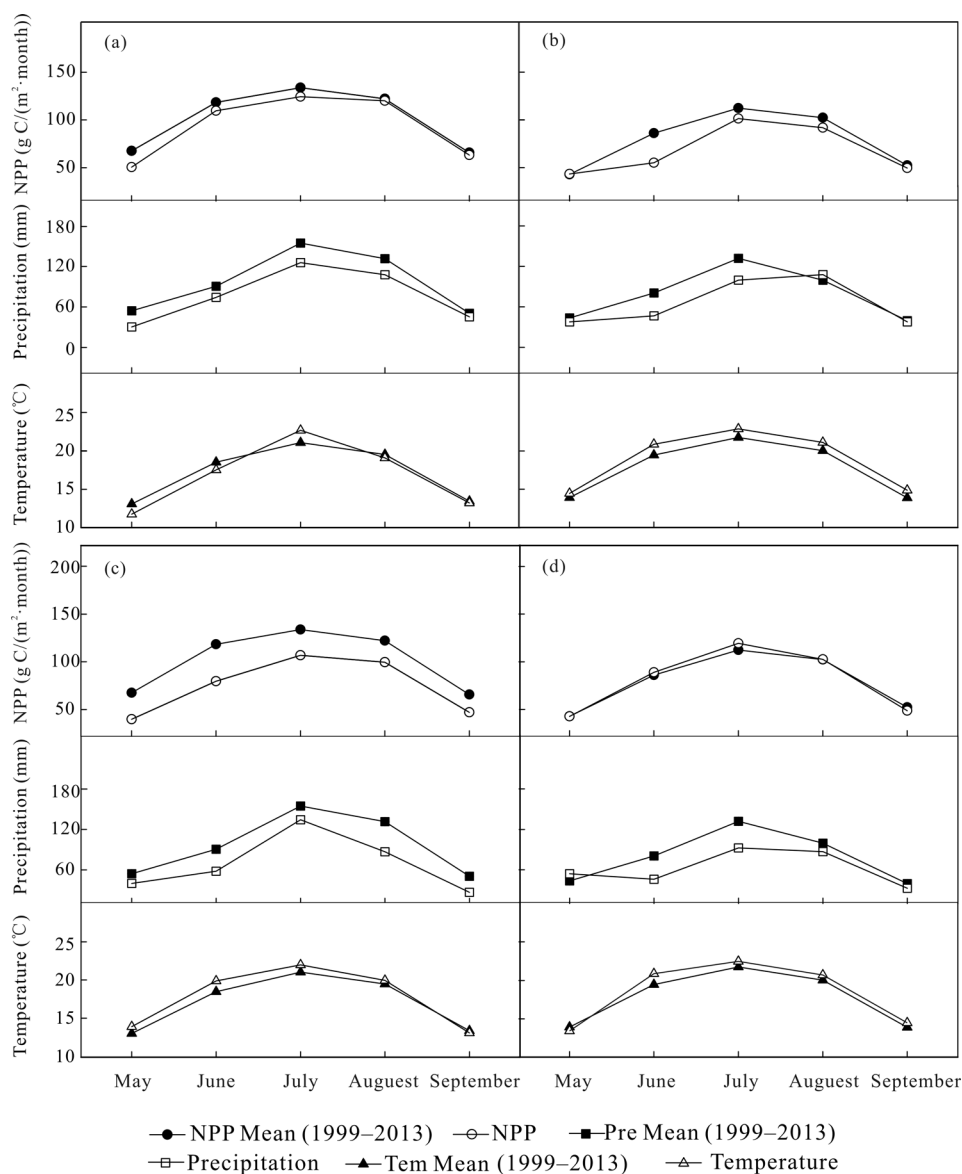 (a) (b)
NPP (g C/(m²·month))
150
100
50
Precipitation (mm)
180
120
60
0
Temperature (℃)
25
20
15
10
(c) (d)
NPP (g C/(m²·month))
200
150
100
50
Precipitation (mm)
180
120
60
Temperature (℃)
25
20
15
10
May June July Auguest September May June July Auguest September
NPP Mean (1999–2013) NPP Pre Mean (1999–2013)
Precipitation Tem Mean (1999–2013) Temperature